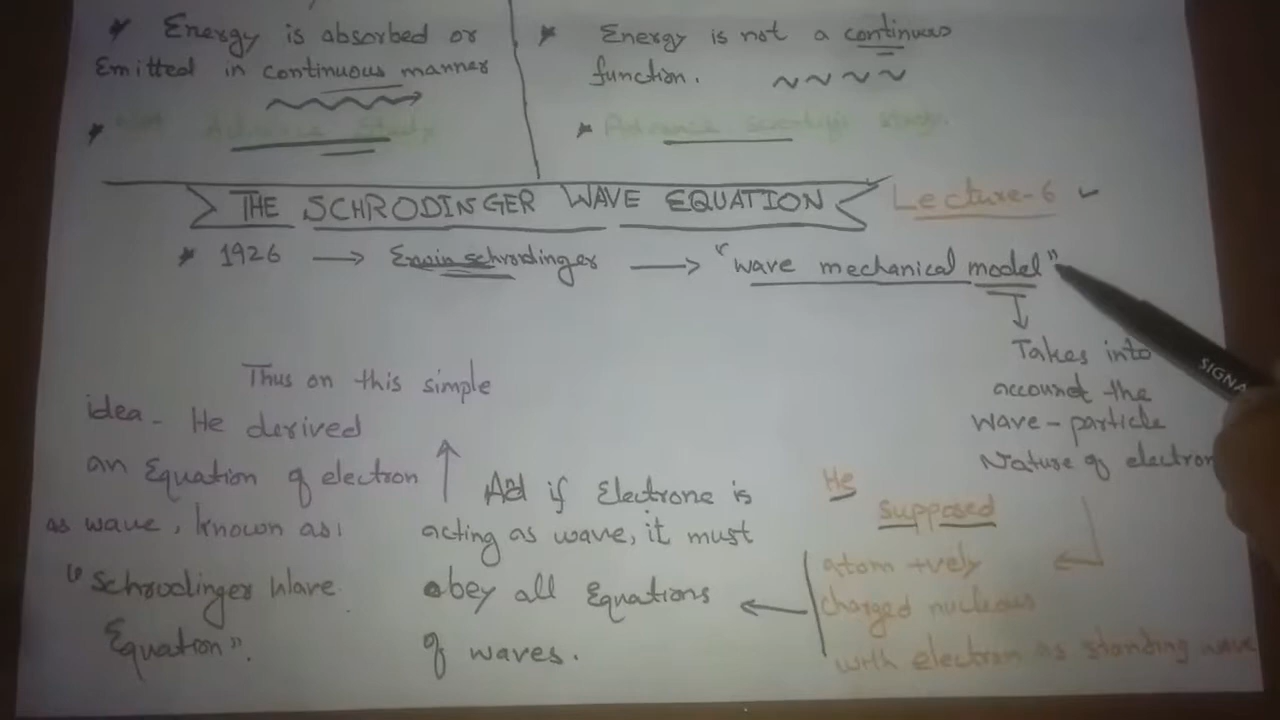 Energy is absorbed or
Emitted in continuous manner
Energy is not a continuous
function.
THE SCHRODINGER WAVE EQUATION
Lecture-6
1926 → Erwin schrodinger → "wave mechanical model"
Takes into
accounct the
wave-particle
Nature of electron
He
supposed
atom +vely
charged nucleous
with electron as standing wave
And if Electrone is
acting as wave, it must
obey all Equations
of waves.
Thus on this simple
idea- He derived
an Equation of electron
as wave, known as:
"Schrodinger Wave
Equation".
SIGNA